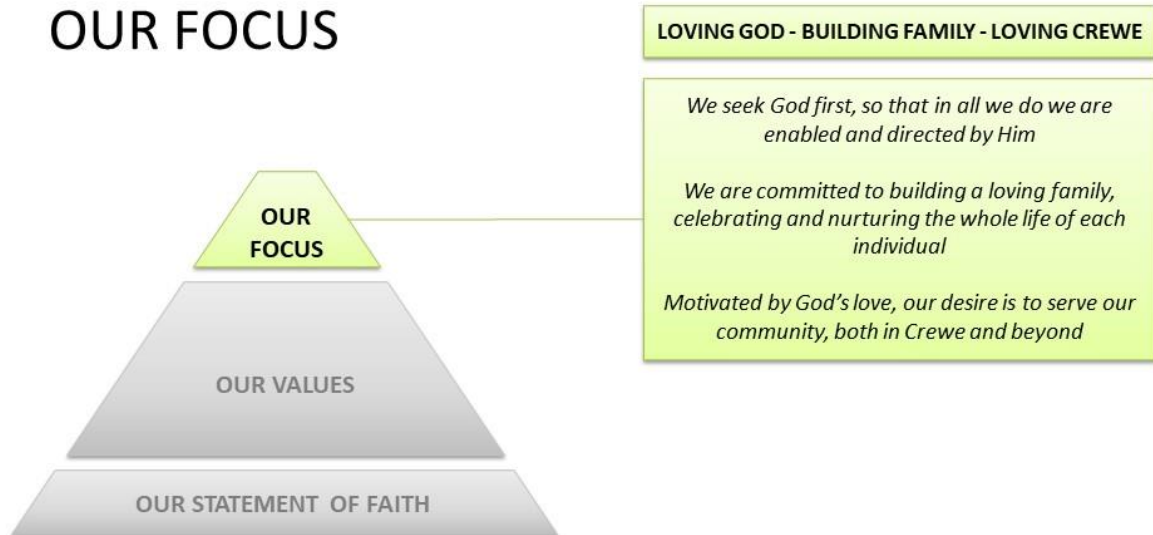 OUR FOCUS
LOVING GOD - BUILDING FAMILY - LOVING CREWE
We seek God first, so that in all we do we are
enabled and directed by Him
We are committed to building a loving family,
celebrating and nurturing the whole life of each
individual
Motivated by God’s love, our desire is to serve our
community, both in Crewe and beyond
OUR
FOCUS
OUR VALUES
OUR STATEMENT OF FAITH